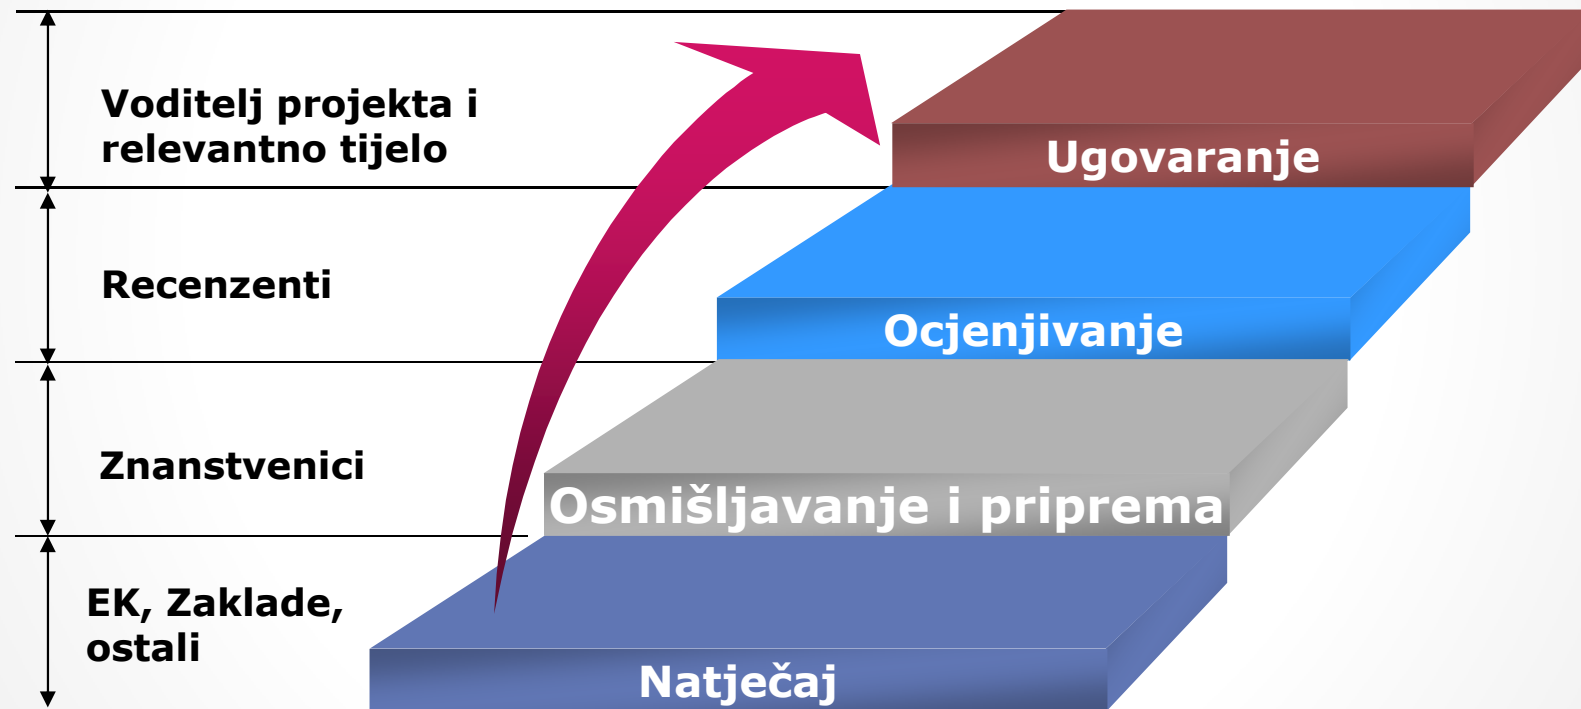 Voditelj projekta i
relevantno tijelo
Ugovaranje
Recenzenti
Ocjenjivanje
Znanstvenici
Osmišljavanje i priprema
EK, Zaklade,
ostali
Natječaj